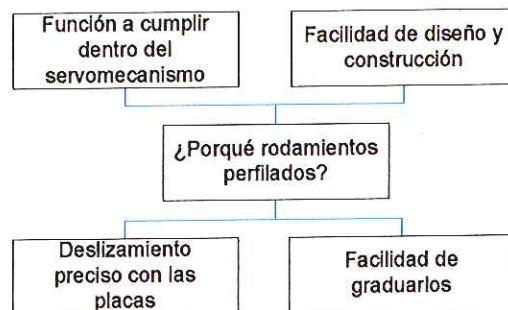 Función a cumplir
dentro del
servomecanismo
Facilidad de diseño y
construcción
¿Porqué rodamientos
perfilados?
Deslizamiento
preciso con las
placas
Facilidad de
graduarlos